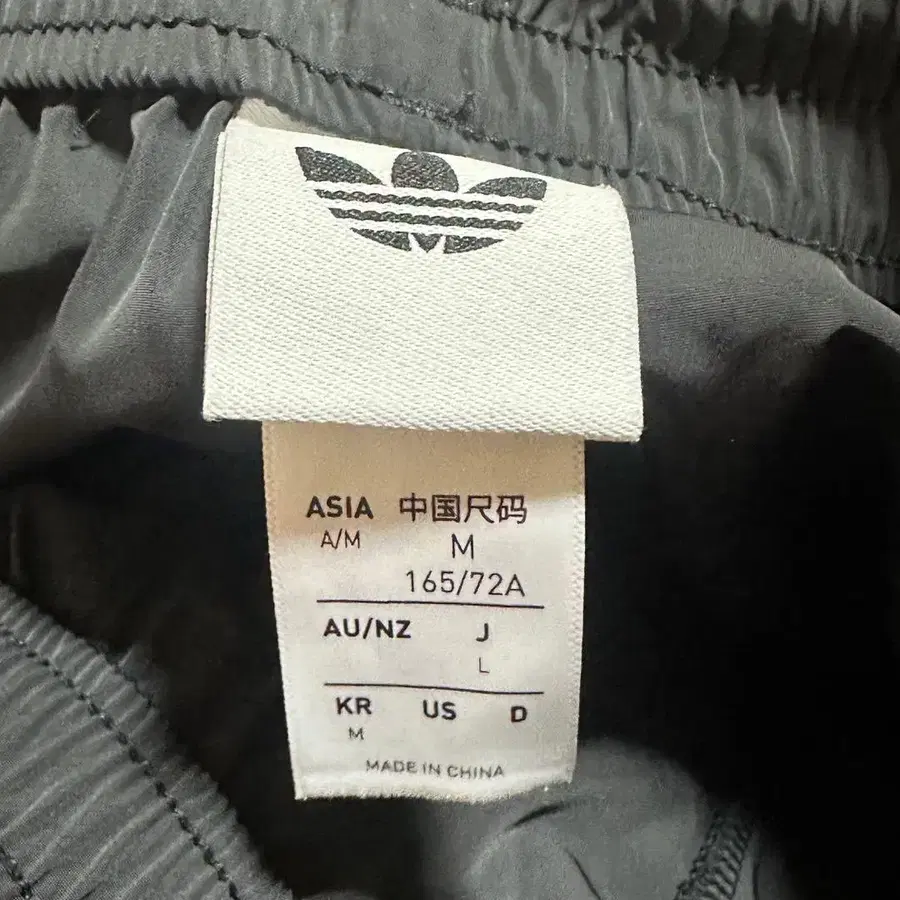 ASIA 中国尺码
A/M M
165/72A
AU/NZ J
L
KR US D
M
MADE IN CHINA